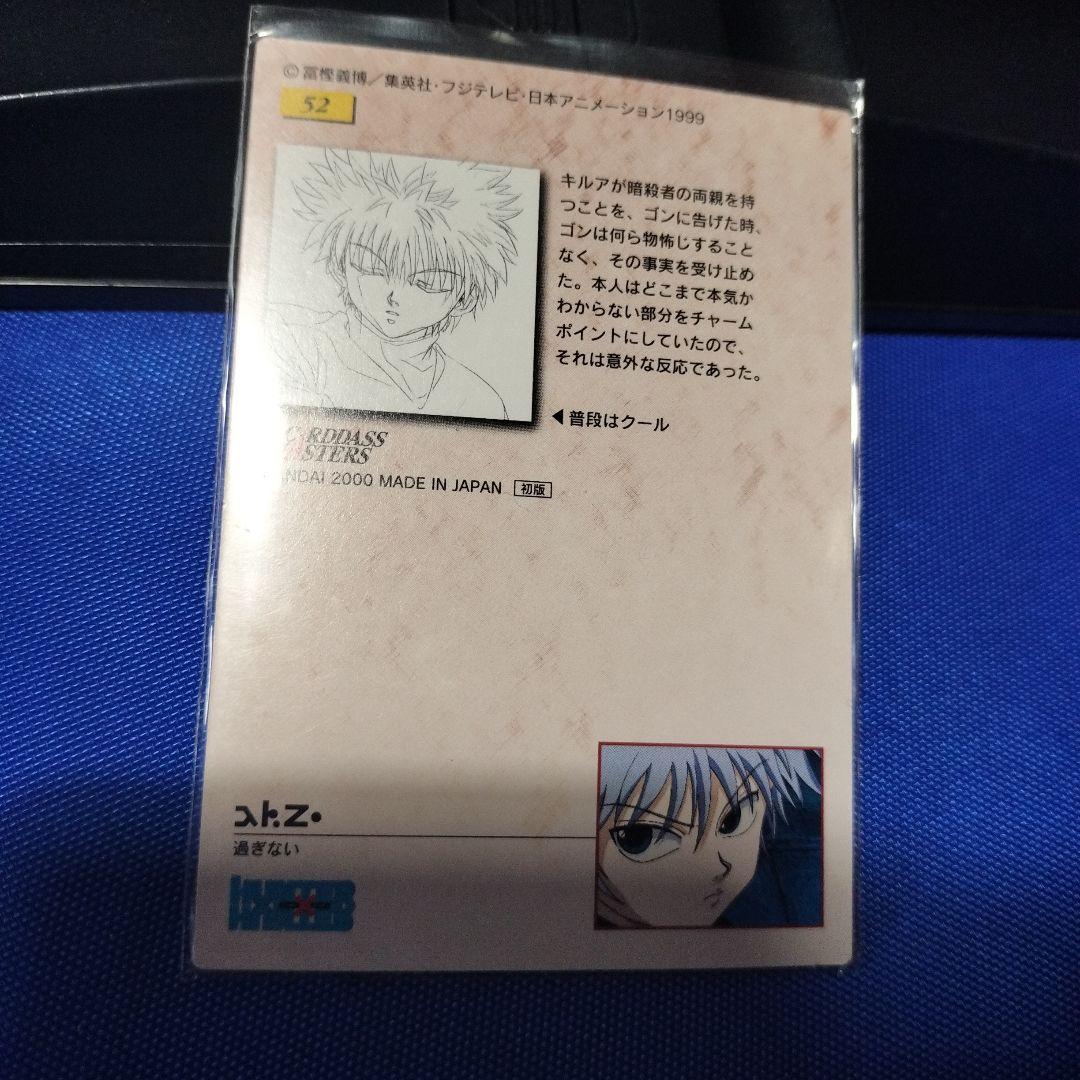 ©冨樫義博／集英社・フジテレビ・日本アニメーション1999
52
キルアが暗殺者の両親を持
つことを、ゴンに告げた時、
ゴンは何ら物怖じすること
なく、その事実を受け止め
た。本人はどこまで本気か
わからない部分をチャーム
ポイントにしていたので、
それは意外な反応であった。
◀普段はクール
RDDASS
STERS
NDAI 2000 MADE IN JAPAN 初版
過ぎない
HUNTER
×
HUNTER